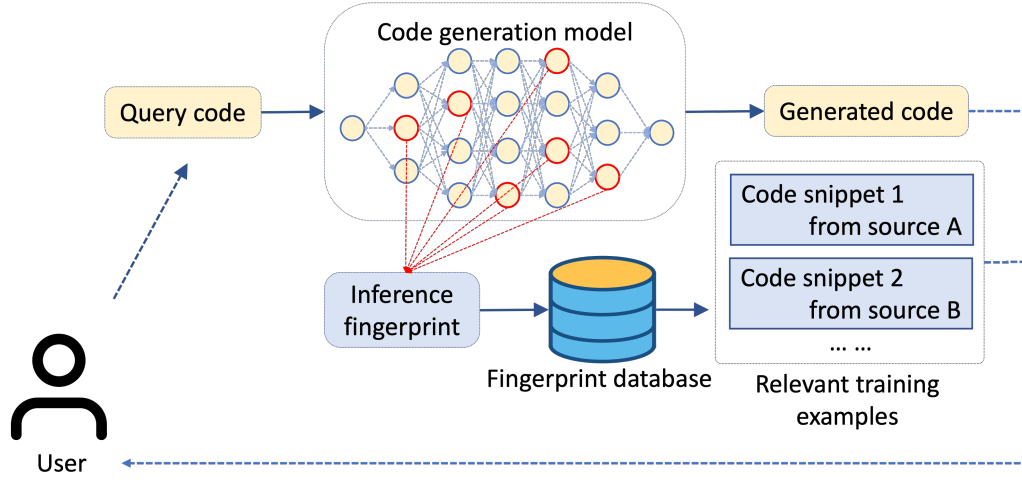 Code generation model
Query code
Generated code
Code snippet 1
from source A
Code snippet 2
from source B
... ...
Inference
fingerprint
Fingerprint database
Relevant training
examples
User